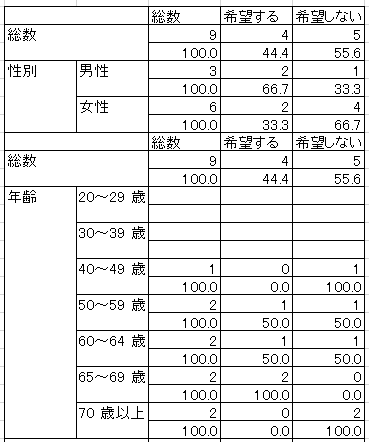 総数 希望する 希望しない
総数 9 4 5
100.0 44.4 55.6
性別 男性 3 2 1
100.0 66.7 33.3
女性 6 2 4
100.0 33.3 66.7
総数 希望する 希望しない
総数 9 4 5
100.0 44.4 55.6
年齢 20～29 歳
30～39 歳
40～49 歳 1 0 1
100.0 0.0 100.0
50～59 歳 2 1 1
100.0 50.0 50.0
60～64 歳 2 1 1
100.0 50.0 50.0
65～69 歳 2 2 0
100.0 100.0 0.0
70 歳以上 2 0 2
100.0 0.0 100.0